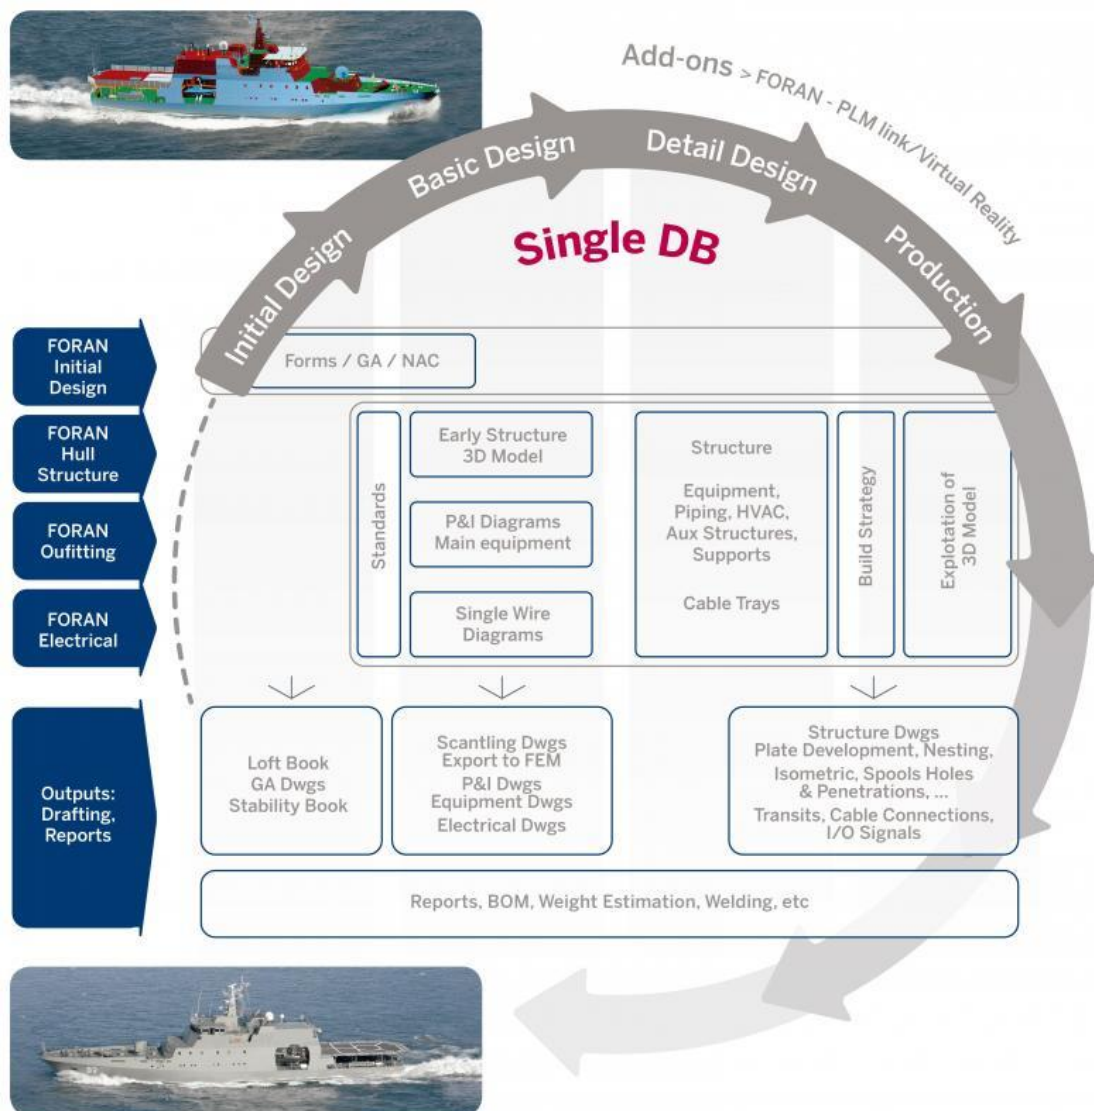 Add-ons > FORAN - PLM link/Virtual Reality
Initial Design
Basic Design
Detail Design
Production
Single DB
FORAN
Initial
Design
Forms / GA / NAC
FORAN
Hull
Structure
FORAN
Oufitting
FORAN
Electrical
Standards
Early Structure
3D Model
P&I Diagrams
Main equipment
Single Wire
Diagrams
Structure
Equipment,
Piping, HVAC,
Aux Structures,
Supports
Cable Trays
Build Strategy
Explotation of
3D Model
Outputs:
Drafting,
Reports
Loft Book
GA Dwgs
Stability Book
Scantling Dwgs
Export to FEM
P&I Dwgs
Equipment Dwgs
Electrical Dwgs
Structure Dwgs
Plate Development, Nesting,
Isometric, Spools Holes
& Penetrations, ...
Transits, Cable Connections,
I/O Signals
Reports, BOM, Weight Estimation, Welding, etc